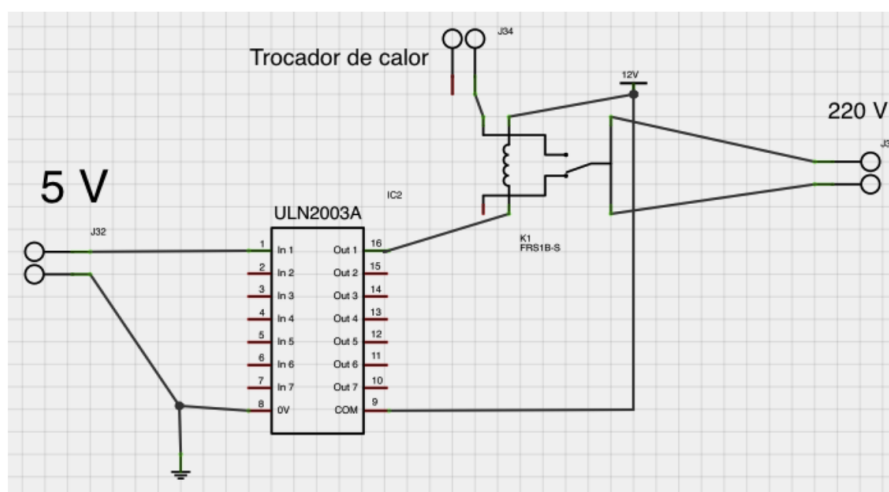 J34
Trocador de calor
12V
220 V
5 V
IC2
ULN2003A
J32
K1
FRS1B-S
1 In 1 Out 1 16
2 In 2 Out 2 15
3 In 3 Out 3 14
4 In 4 Out 4 13
5 In 5 Out 5 12
6 In 6 Out 6 11
7 In 7 Out 7 10
8 0V COM 9